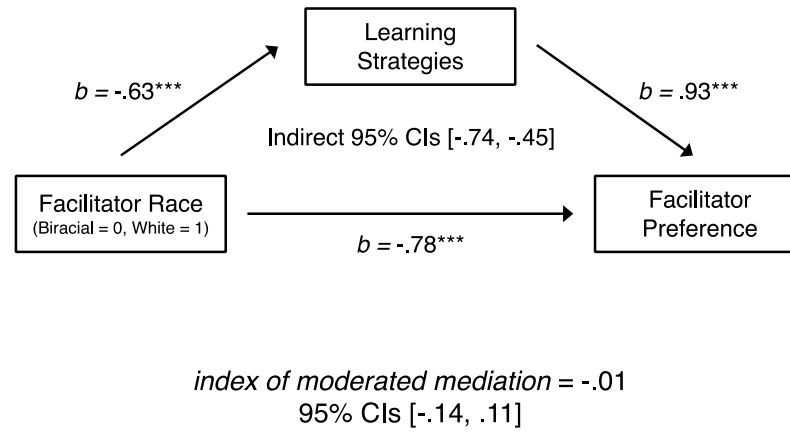 Learning
Strategies
b = -.63***
b = .93***
Indirect 95% CIs [-.74, -.45]
Facilitator Race
(Biracial = 0, White = 1)
Facilitator
Preference
b = -.78***
index of moderated mediation = -.01
95% CIs [-.14, .11]